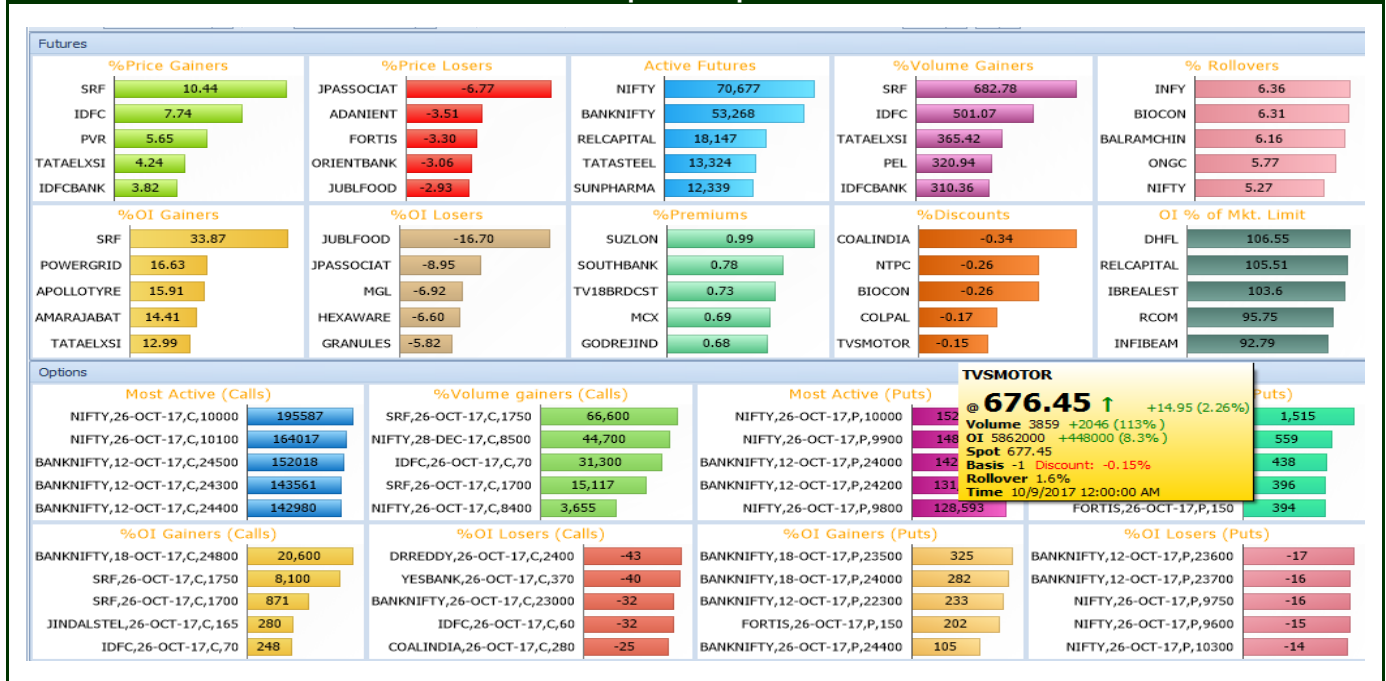 Futures
%Price Gainers
SRF 10.44
IDFC 7.74
PVR 5.65
TATAELXSI 4.24
IDFCBANK 3.82
%Price Losers
JPASSOCIAT -6.77
ADANIENT -3.51
FORTIS -3.30
ORIENTBANK -3.06
JUBLFOOD -2.93
Active Futures
NIFTY 70,677
BANKNIFTY 53,268
RELCAPITAL 18,147
TATASTEEL 13,324
SUNPHARMA 12,339
%Volume Gainers
SRF 682.78
IDFC 501.07
TATAELXSI 365.42
PEL 320.94
IDFCBANK 310.36
% Rollovers
INFY 6.36
BIOCON 6.31
BALRAMCHIN 6.16
ONGC 5.77
NIFTY 5.27
%OI Gainers
SRF 33.87
POWERGRID 16.63
APOLLOTYRE 15.91
AMARAJABAT 14.41
TATAELXSI 12.99
%OI Losers
JUBLFOOD -16.70
JPASSOCIAT -8.95
MGL -6.92
HEXAWARE -6.60
GRANULES -5.82
%Premiums
SUZLON 0.99
SOUTHBANK 0.78
TV18BRDCST 0.73
MCX 0.69
GODREJIND 0.68
%Discounts
COALINDIA -0.34
NTPC -0.26
BIOCON -0.26
COLPAL -0.17
TVSMOTOR -0.15
OI % of Mkt. Limit
DHFL 106.55
RELCAPITAL 105.51
IBREALEST 103.6
RCOM 95.75
INFIBEAM 92.79
Options
Most Active (Calls)
NIFTY,26-OCT-17,C,10000 195587
NIFTY,26-OCT-17,C,10100 164017
BANKNIFTY,12-OCT-17,C,24500 152018
BANKNIFTY,12-OCT-17,C,24300 143561
BANKNIFTY,12-OCT-17,C,24400 142980
%Volume gainers (Calls)
SRF,26-OCT-17,C,1750 66,600
NIFTY,28-DEC-17,C,8500 44,700
IDFC,26-OCT-17,C,70 31,300
SRF,26-OCT-17,C,1700 15,117
NIFTY,26-OCT-17,C,8400 3,655
Most Active (Puts)
NIFTY,26-OCT-17,P,10000
NIFTY,26-OCT-17,P,9900
BANKNIFTY,12-OCT-17,P,24000
BANKNIFTY,12-OCT-17,P,24200
NIFTY,26-OCT-17,P,9800 128,593
TVSMOTOR
@ 676.45 ↑ +14.95 (2.26%)
Volume 3859 +2046 (113% )
OI 5862000 +448000 (8.3% )
Spot 677.45
Basis -1 Discount: -0.15%
Rollover 1.6%
Time 10/9/2017 12:00:00 AM
Puts)
1,515
559
438
396
FORTIS,26-OCT-17,P,150 394
%OI Gainers (Calls)
BANKNIFTY,18-OCT-17,C,24800 20,600
SRF,26-OCT-17,C,1750 8,100
SRF,26-OCT-17,C,1700 871
JINDALSTEL,26-OCT-17,C,165 280
IDFC,26-OCT-17,C,70 248
%OI Losers (Calls)
DRREDDY,26-OCT-17,C,2400 -43
YESBANK,26-OCT-17,C,370 -40
BANKNIFTY,26-OCT-17,C,23000 -32
IDFC,26-OCT-17,C,60 -32
COALINDIA,26-OCT-17,C,280 -25
%OI Gainers (Puts)
BANKNIFTY,18-OCT-17,P,23500 325
BANKNIFTY,18-OCT-17,P,24000 282
BANKNIFTY,12-OCT-17,P,22300 233
FORTIS,26-OCT-17,P,150 202
BANKNIFTY,26-OCT-17,P,24400 105
%OI Losers (Puts)
BANKNIFTY,12-OCT-17,P,23600 -17
BANKNIFTY,12-OCT-17,P,23700 -16
NIFTY,26-OCT-17,P,9750 -16
NIFTY,26-OCT-17,P,9600 -15
NIFTY,26-OCT-17,P,10300 -14